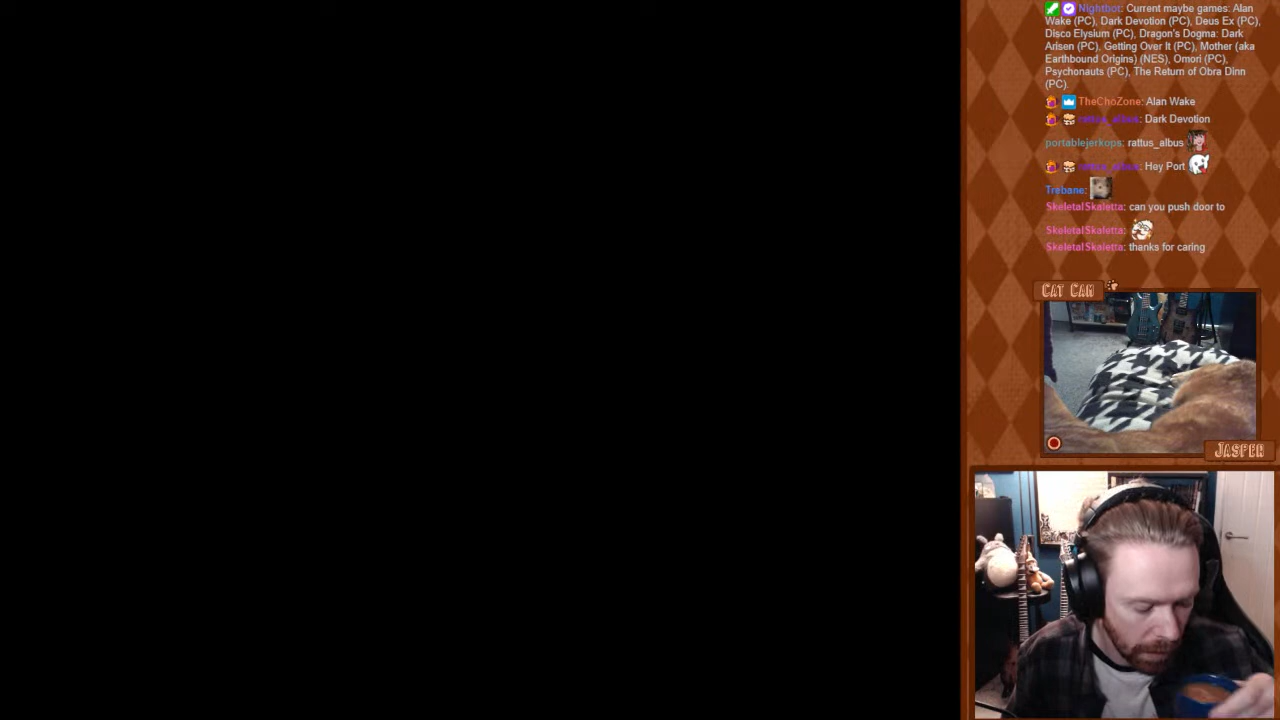 Nightbot: Current maybe games: Alan
Wake (PC), Dark Devotion (PC), Deus Ex (PC),
Disco Elysium (PC), Dragon's Dogma: Dark
Arisen (PC), Getting Over It (PC), Mother (aka
Earthbound Origins) (NES), Omori (PC),
Psychonauts (PC), The Return of Obra Dinn
(PC).
TheChoZone: Alan Wake
rattus_albus: Dark Devotion
portablejerkops: rattus_albus
rattus_albus: Hey Port
Trebane:
SkeletalSkaletta: can you push door to
SkeletalSkaletta:
SkeletalSkaletta: thanks for caring
CAT CAM
JASPER